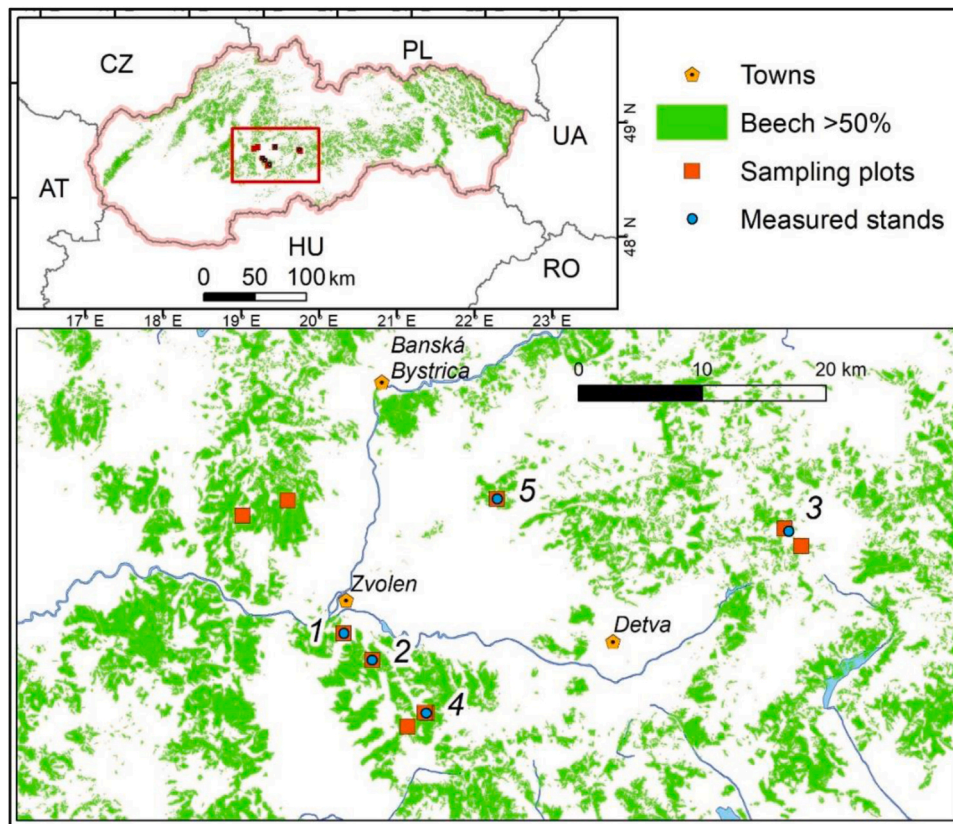 CZ
PL
UA
AT
HU
RO
49° N
48° N
0 50 100 km
17° E 18° E 19° E 20° E 21° E 22° E 23° E
Towns
Beech >50%
Sampling plots
Measured stands
Banská
Bystrica
0 10 20 km
5
3
Zvolen
1
Detva
2
4